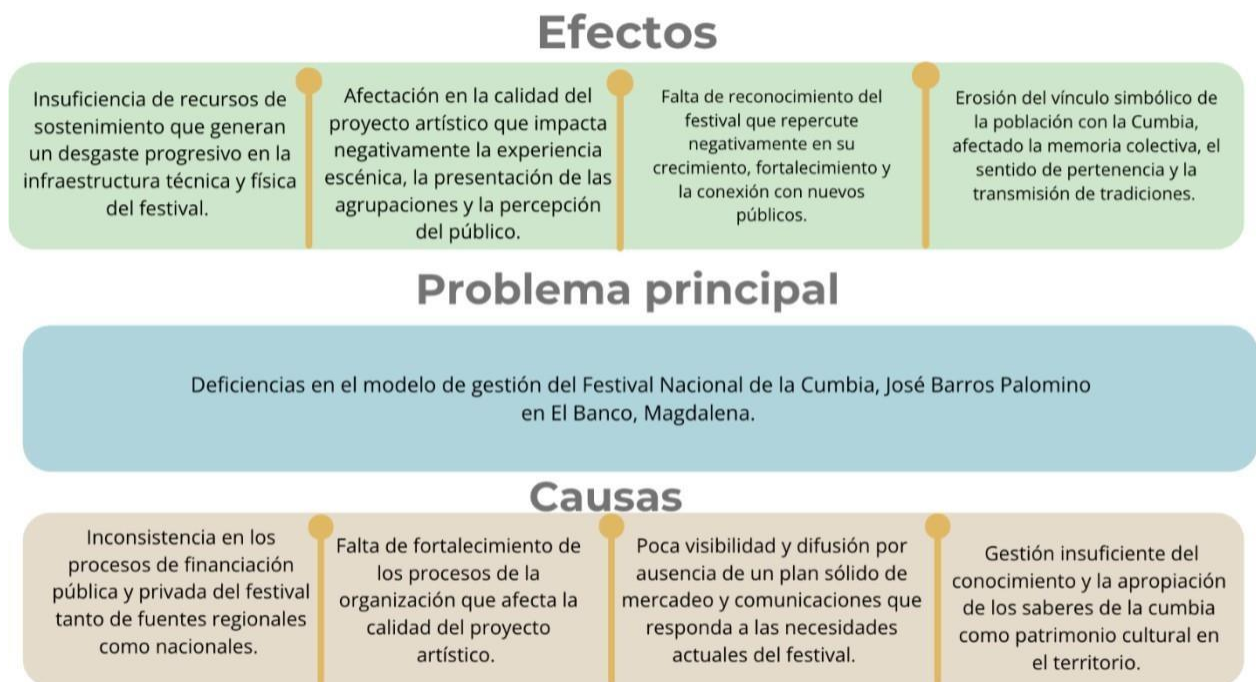 Efectos
Insuficiencia de recursos de
sostenimiento que generan
un desgaste progresivo en la
infraestructura técnica y física
del festival.
Afectación en la calidad del
proyecto artístico que impacta
negativamente la experiencia
escénica, la presentación de las
agrupaciones y la percepción
del público.
Falta de reconocimiento del
festival que repercute
negativamente en su
crecimiento, fortalecimiento y
la conexión con nuevos
públicos.
Erosión del vínculo simbólico de
la población con la Cumbia,
afectado la memoria colectiva, el
sentido de pertenencia y la
transmisión de tradiciones.
Problema principal
Deficiencias en el modelo de gestión del Festival Nacional de la Cumbia, José Barros Palomino
en El Banco, Magdalena.
Causas
Inconsistencia en los
procesos de financiación
pública y privada del festival
tanto de fuentes regionales
como nacionales.
Falta de fortalecimiento de
los procesos de la
organización que afecta la
calidad del proyecto
artístico.
Poca visibilidad y difusión por
ausencia de un plan sólido de
mercadeo y comunicaciones que
responda a las necesidades
actuales del festival.
Gestión insuficiente del
conocimiento y la apropiación
de los saberes de la cumbia
como patrimonio cultural en
el territorio.